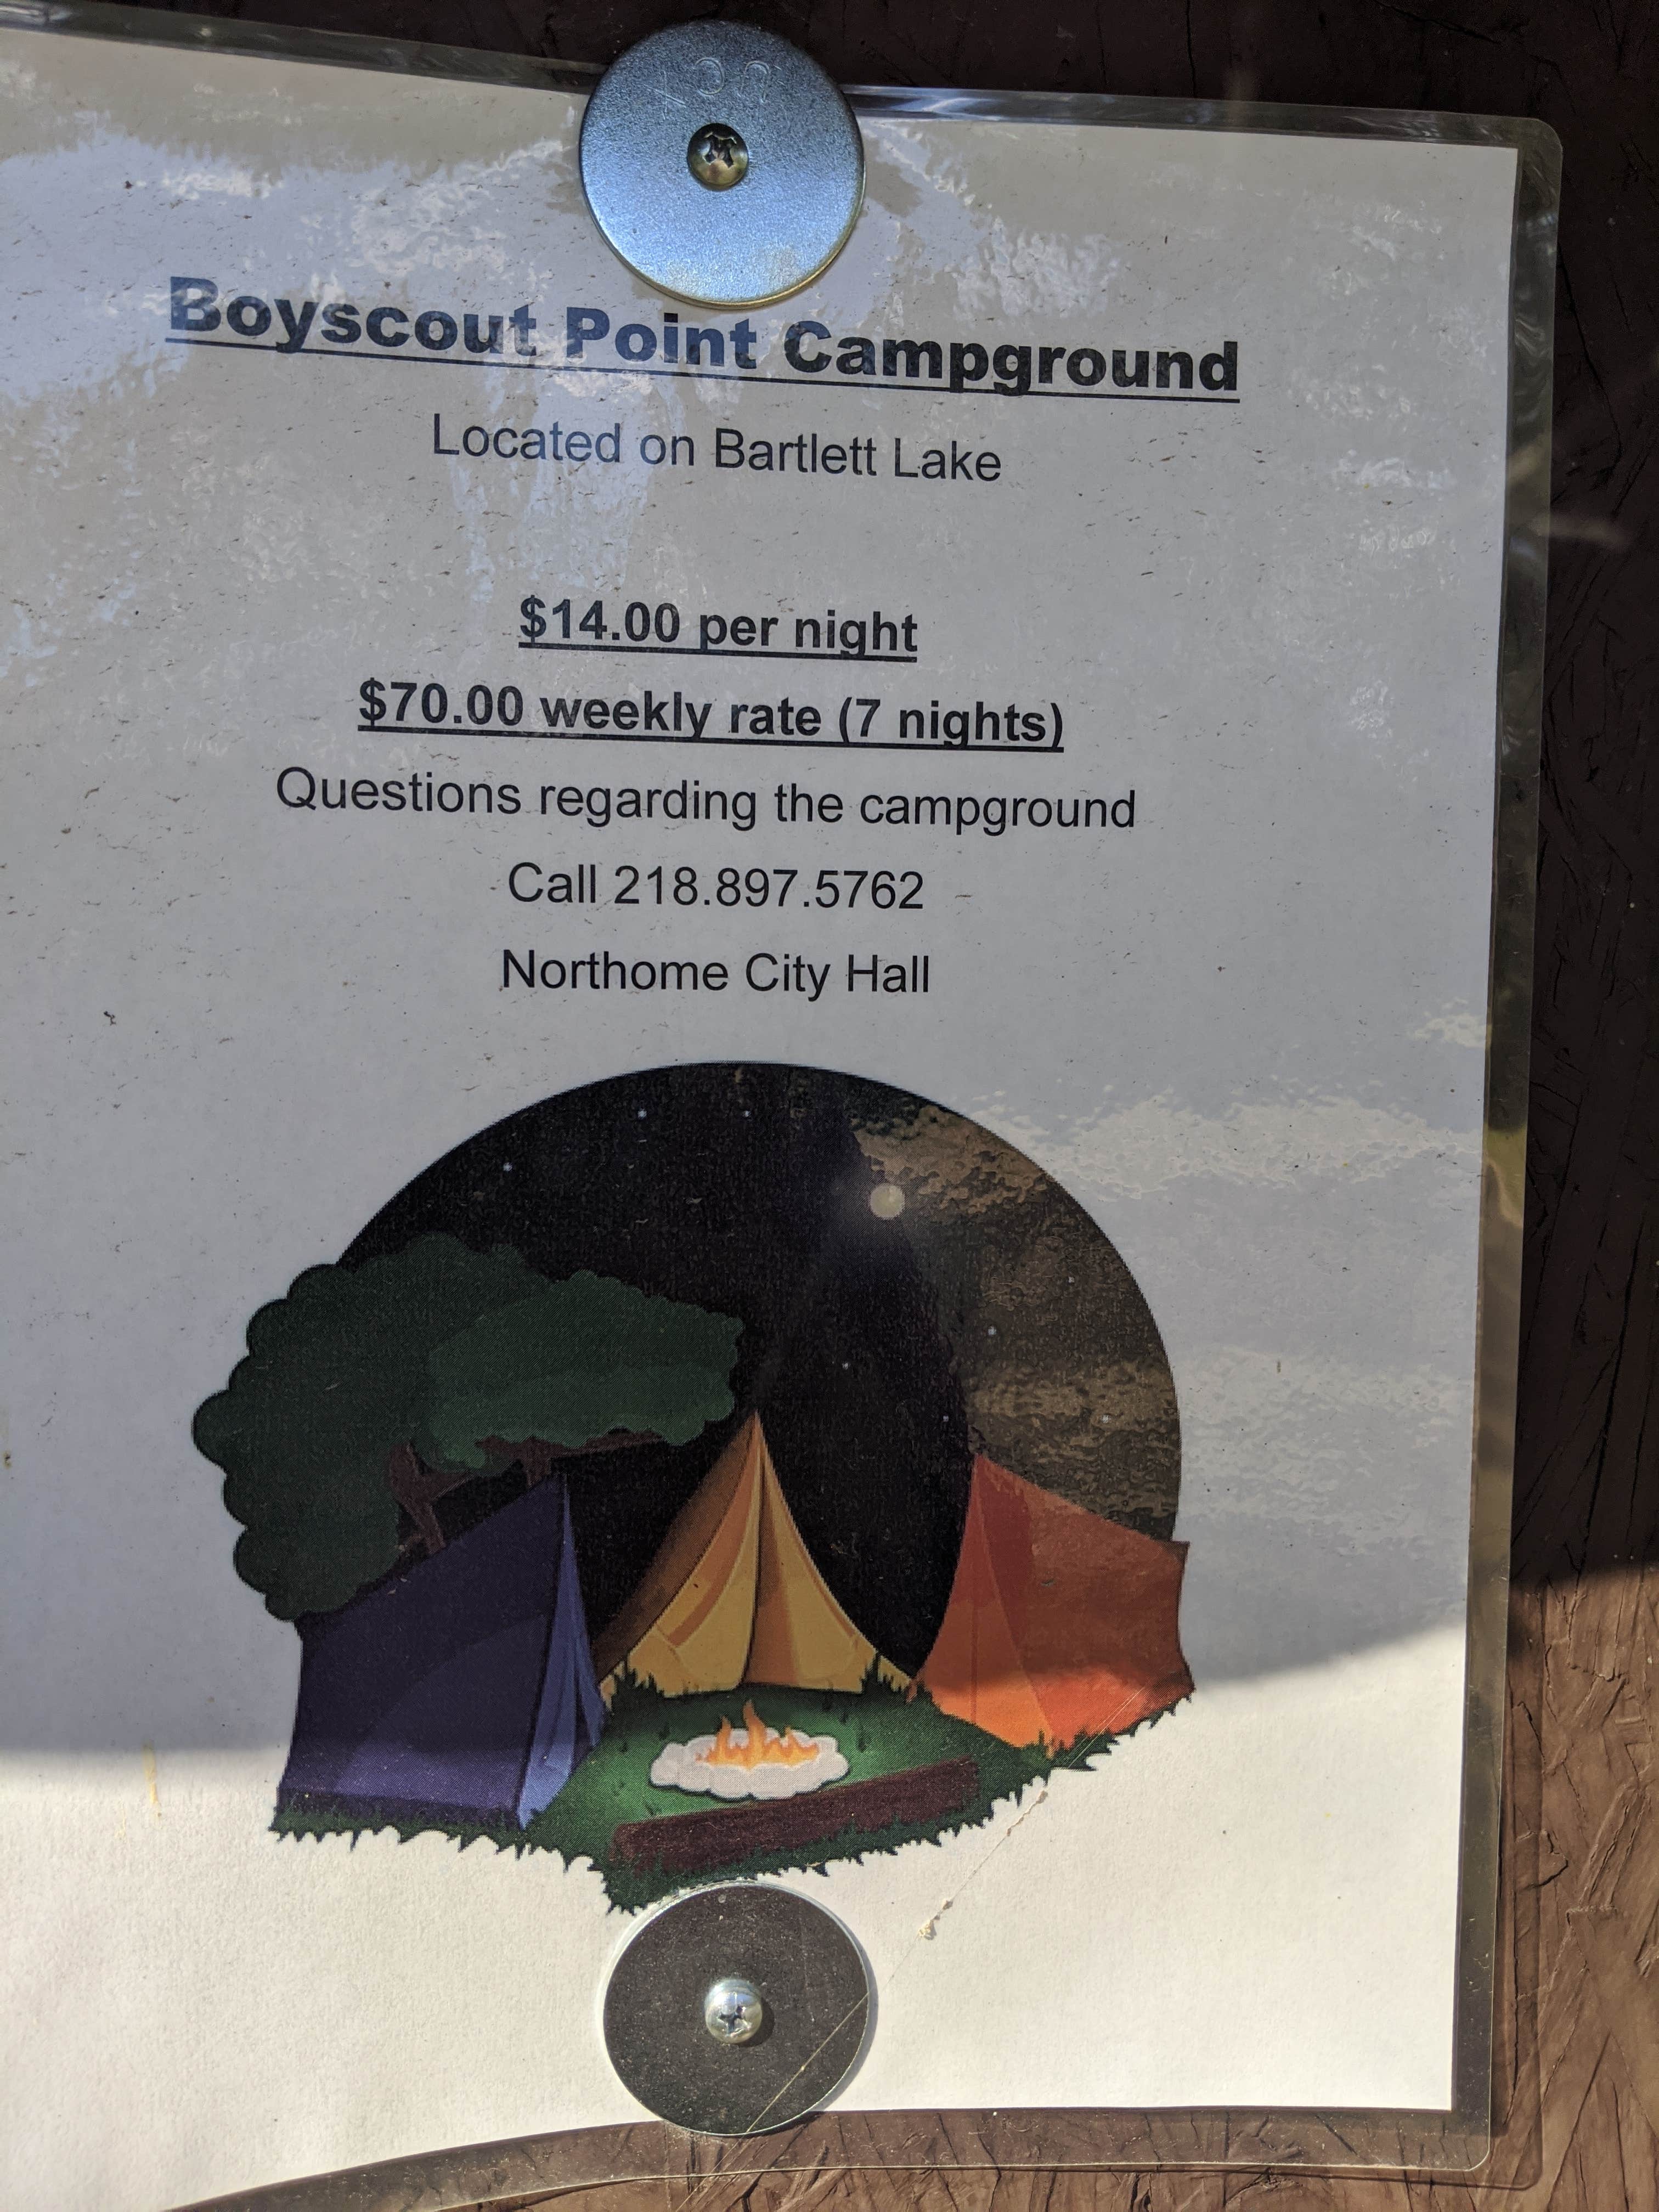 Boyscout Point Campground
Located on Bartlett Lake
$14.00 per night
$70.00 weekly rate (7 nights)
Questions regarding the campground
Call 218.897.5762
Northome City Hall